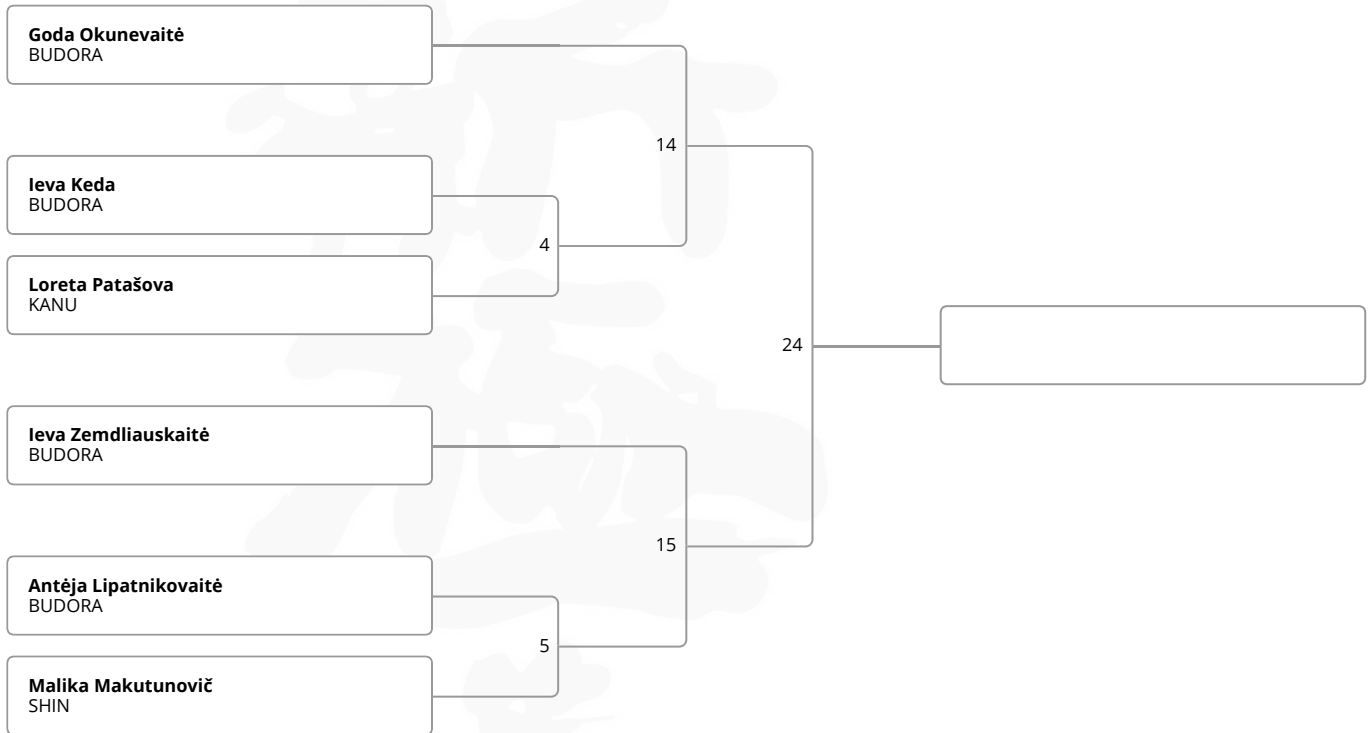 Goda Okunevaitė
BUDORA
14
Ieva Keda
BUDORA
4
Loreta Patašova
KANU
24
Ieva Zemdliauskaitė
BUDORA
15
Antėja Lipatnikovaitė
BUDORA
5
Malika Makutunovič
SHIN